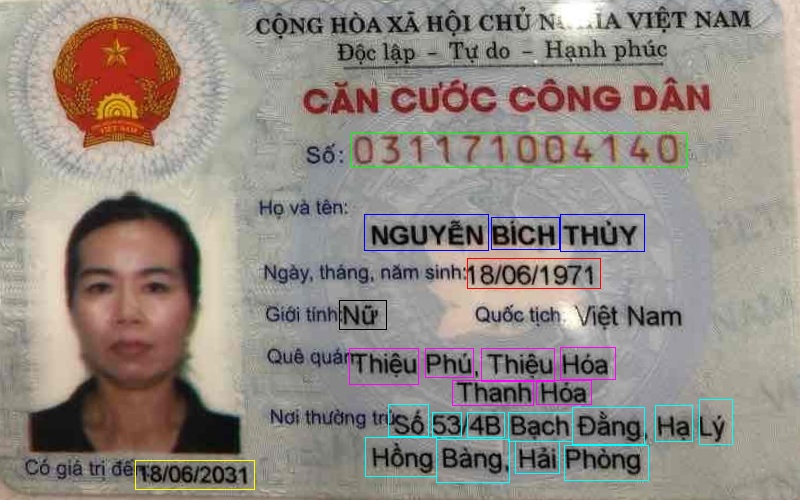 CỘNG HÒA XÃ HỘI CHỦ NGHĨA VIỆT NAM
Độc lập - Tự do - Hạnh phúc
CĂN CƯỚC CÔNG DÂN
Số: 031171004140
Họ và tên:
NGUYỄN BÍCH THỦY
Ngày, tháng, năm sinh: 18/06/1971
Giới tính: Nữ Quốc tịch: Việt Nam
Quê quán: Thiệu Phú, Thiệu Hóa
Thanh Hóa
Nơi thường trú: Số 53/4B Bạch Đằng, Hạ Lý
Hồng Bàng, Hải Phòng
Có giá trị đến 18/06/2031